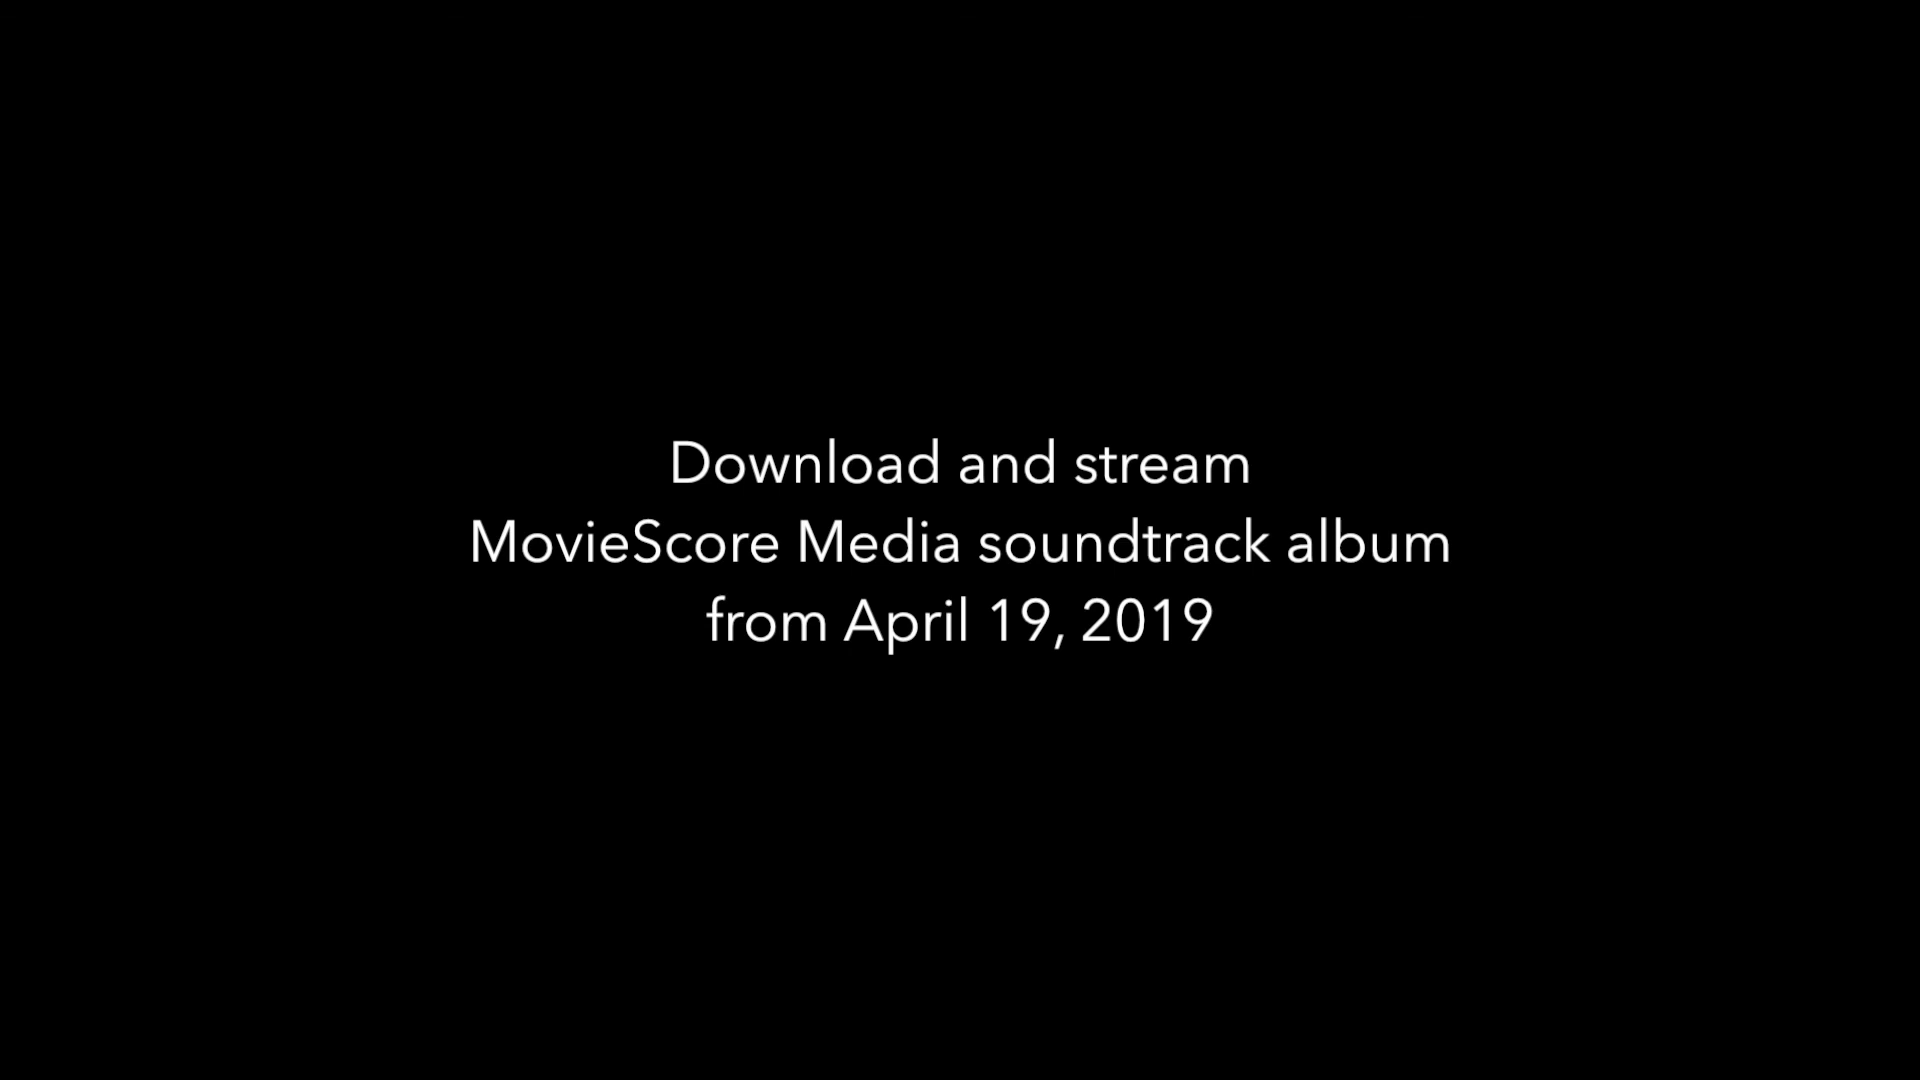 Download and stream
MovieScore Media soundtrack album
from April 19, 2019